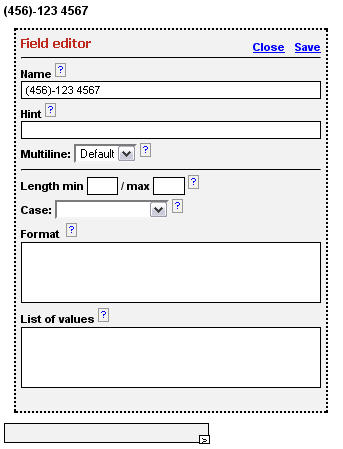 (456)-123 4567
Field editor Close Save
Name ?
(456)-123 4567
Hint ?
Multiline: Default ?
Length min / max ?
Case: ?
Format ?
List of values ?
>